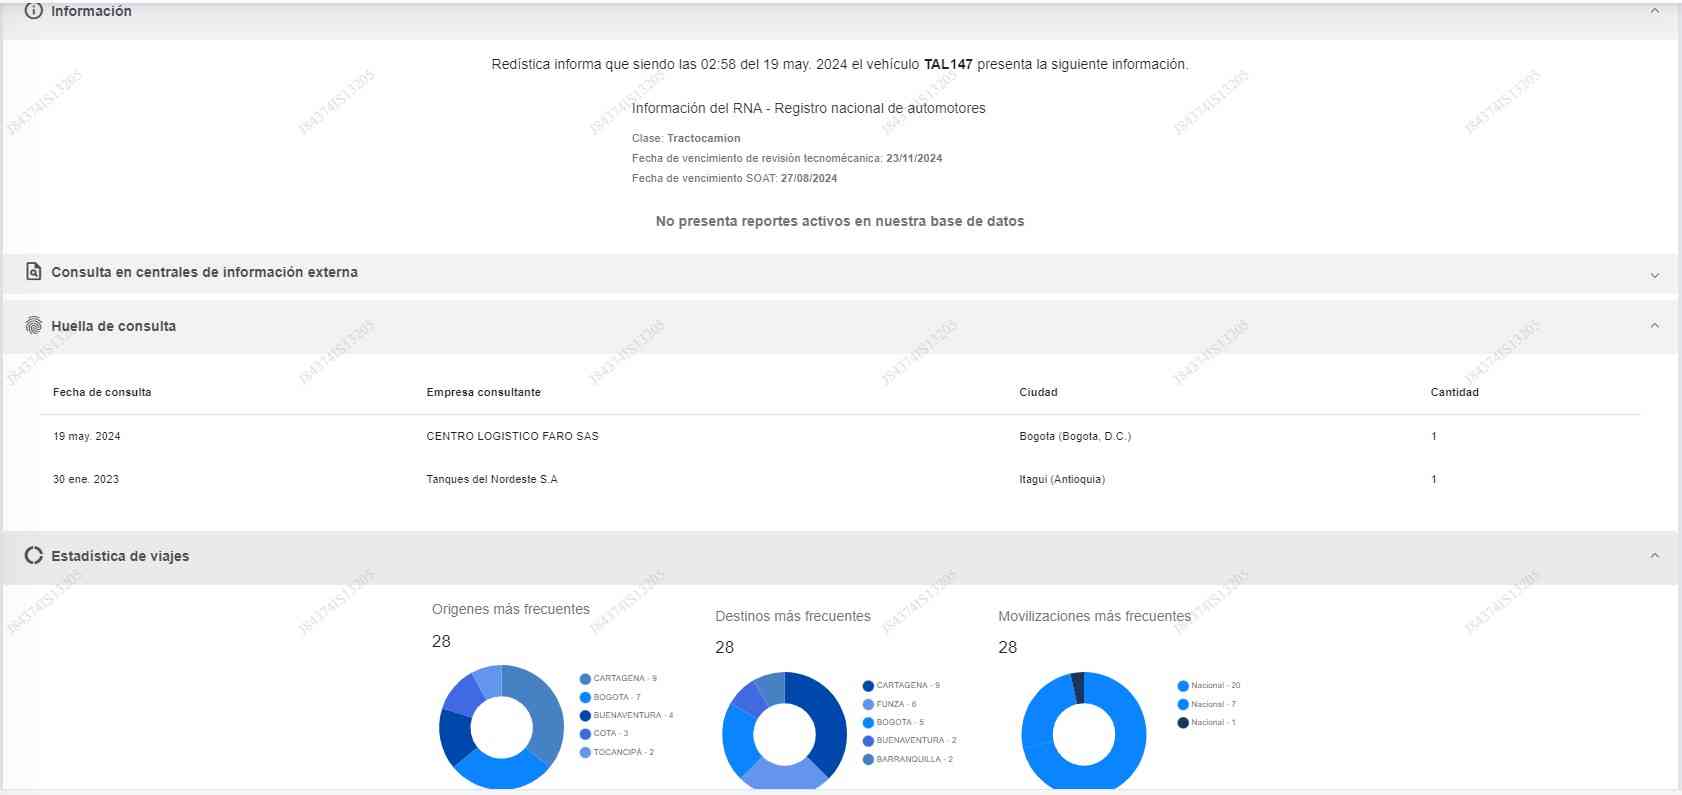 Información
Redística informa que siendo las 02:58 del 19 may. 2024 el vehículo TAL147 presenta la siguiente información.
Información del RNA - Registro nacional de automotores
Clase: Tractocamion
Fecha de vencimiento de revisión tecnomécanica: 23/11/2024
Fecha de vencimiento SOAT: 27/08/2024
No presenta reportes activos en nuestra base de datos
Consulta en centrales de información externa
Huella de consulta
Fecha de consulta Empresa consultante Ciudad Cantidad
19 may. 2024 CENTRO LOGISTICO FARO SAS Bogota (Bogota, D.C.) 1
30 ene. 2023 Tanques del Nordeste S.A Itagui (Antioquia) 1
Estadística de viajes
Origenes más frecuentes
28
CARTAGENA - 9
BOGOTA - 7
BUENAVENTURA - 4
COTA - 3
TOCANCIPÁ - 2
Destinos más frecuentes
28
CARTAGENA - 9
FUNZA - 6
BOGOTA - 5
BUENAVENTURA - 2
BARRANQUILLA - 2
Movilizaciones más frecuentes
28
Nacional - 20
Nacional - 7
Nacional - 1